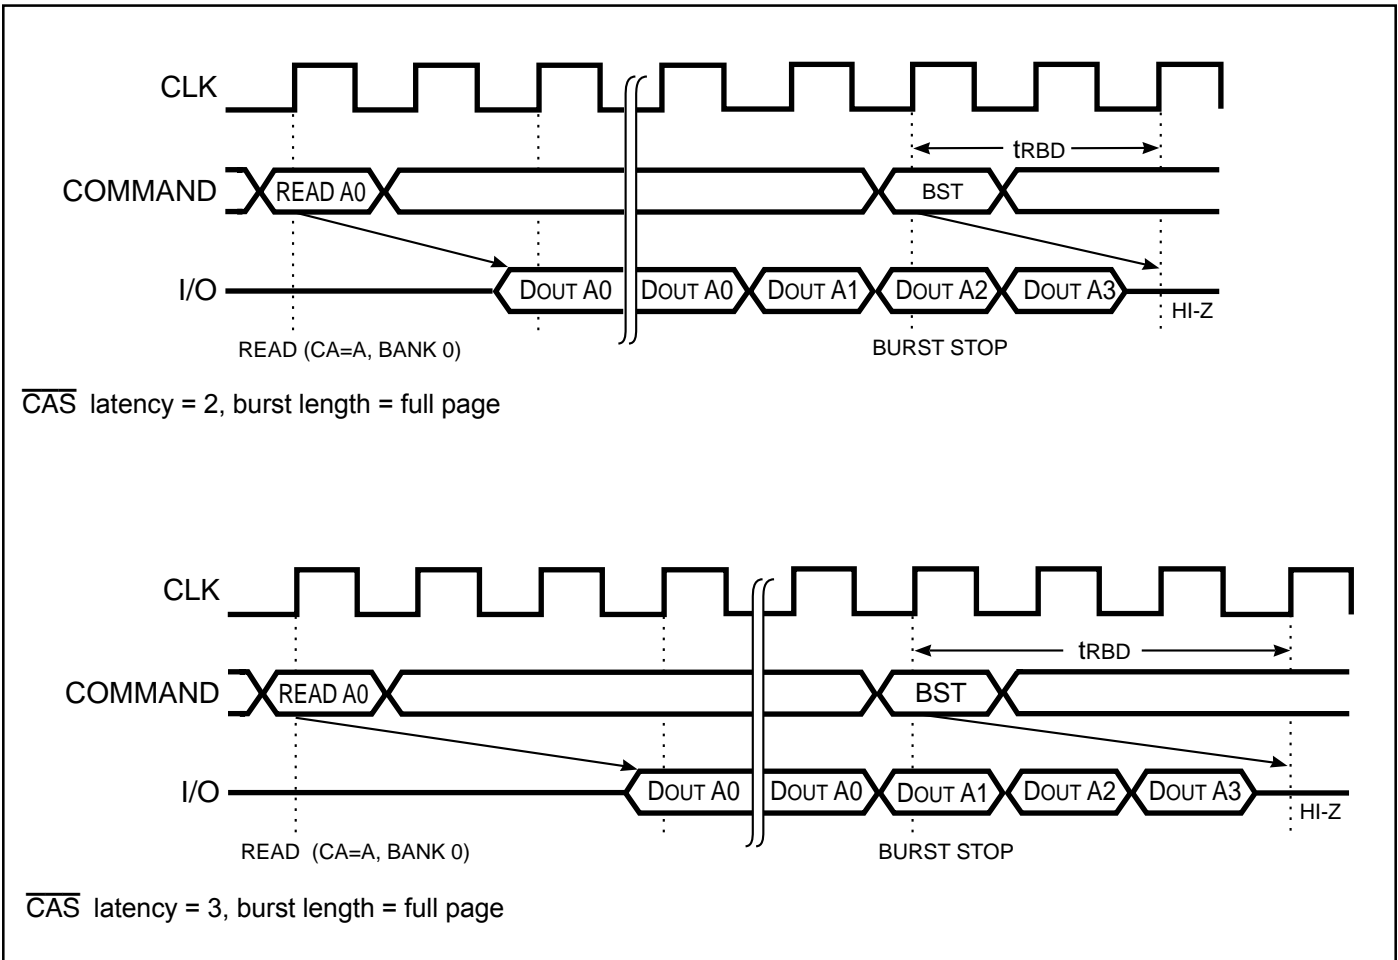 CLK
tRBD
COMMAND READ A0 BST
I/O DOUT A0 DOUT A0 DOUT A1 DOUT A2 DOUT A3 HI-Z
READ (CA=A, BANK 0) BURST STOP
CAS latency = 2, burst length = full page
CLK
tRBD
COMMAND READ A0 BST
I/O DOUT A0 DOUT A0 DOUT A1 DOUT A2 DOUT A3 HI-Z
READ (CA=A, BANK 0) BURST STOP
CAS latency = 3, burst length = full page